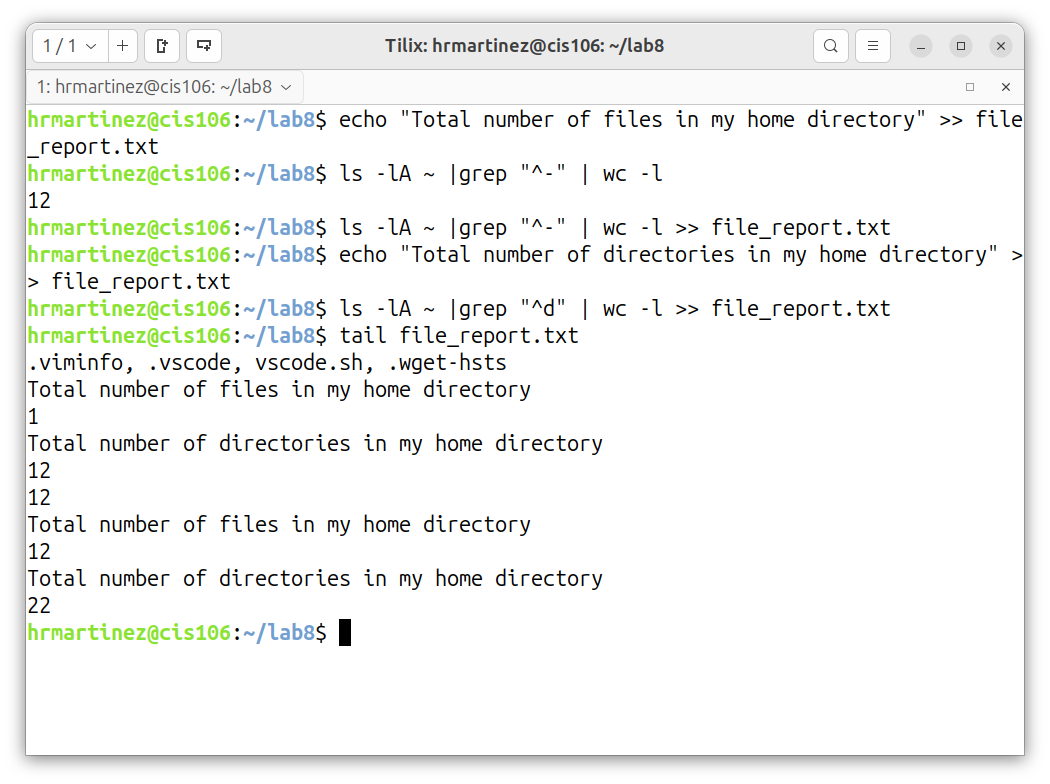 1 / 1
Tilix: hrmartinez@cis106: ~/lab8
1: hrmartinez@cis106: ~/lab8
hrmartinez@cis106:~/lab8$ echo "Total number of files in my home directory" >> file
_report.txt
hrmartinez@cis106:~/lab8$ ls -lA ~ |grep "^-" | wc -l
12
hrmartinez@cis106:~/lab8$ ls -lA ~ |grep "^-" | wc -l >> file_report.txt
hrmartinez@cis106:~/lab8$ echo "Total number of directories in my home directory" >
> file_report.txt
hrmartinez@cis106:~/lab8$ ls -lA ~ |grep "^d" | wc -l >> file_report.txt
hrmartinez@cis106:~/lab8$ tail file_report.txt
.viminfo, .vscode, vscode.sh, .wget-hsts
Total number of files in my home directory
1
Total number of directories in my home directory
12
12
Total number of files in my home directory
12
Total number of directories in my home directory
22
hrmartinez@cis106:~/lab8$